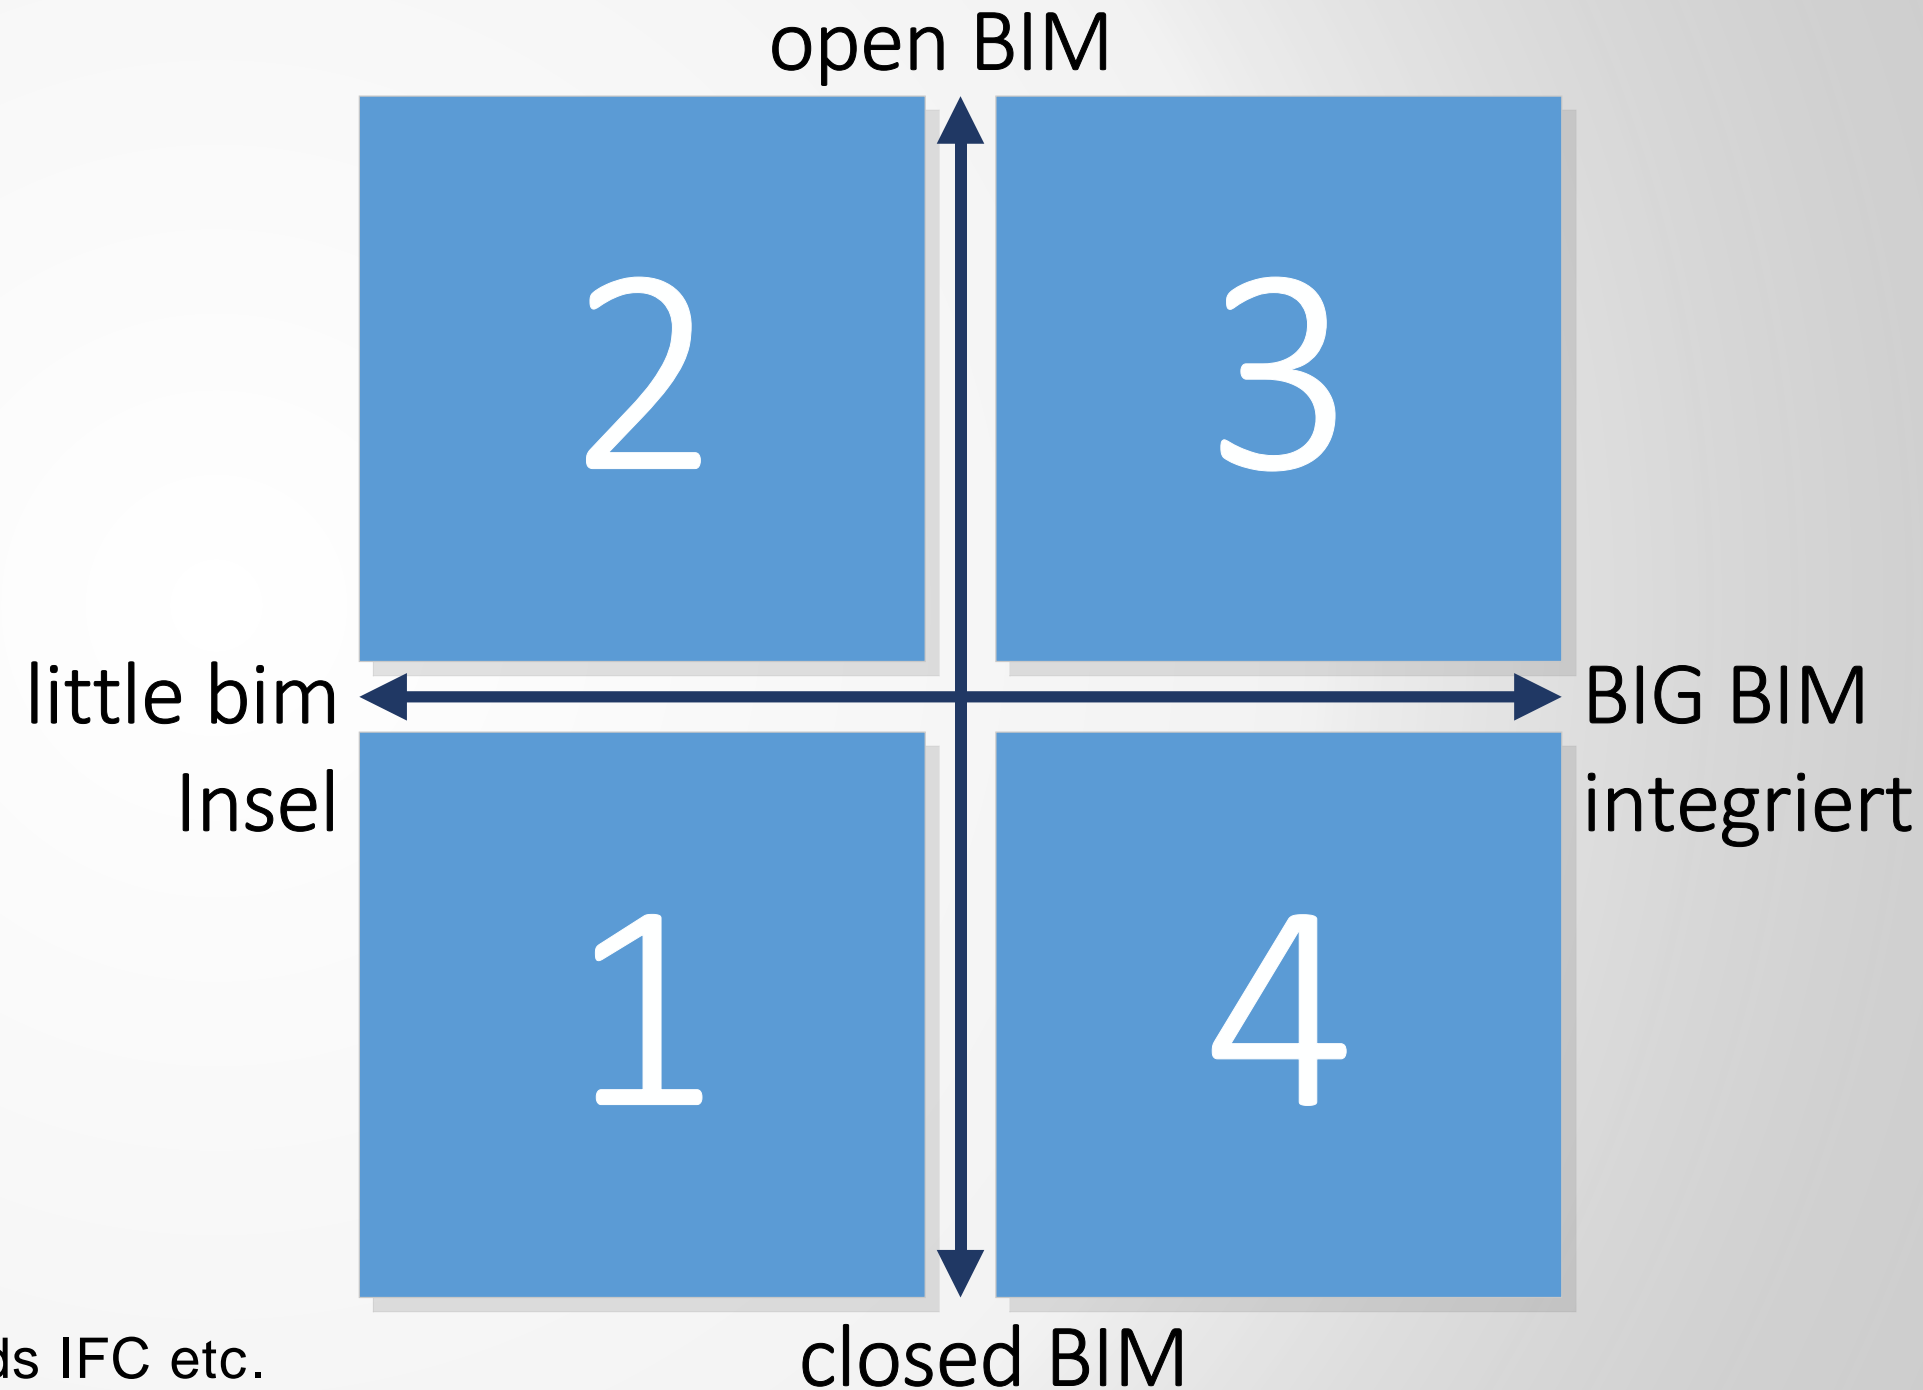 open BIM
2
3
little bim
BIG BIM
Insel
integriert
1
4
closed BIM
IFC etc.